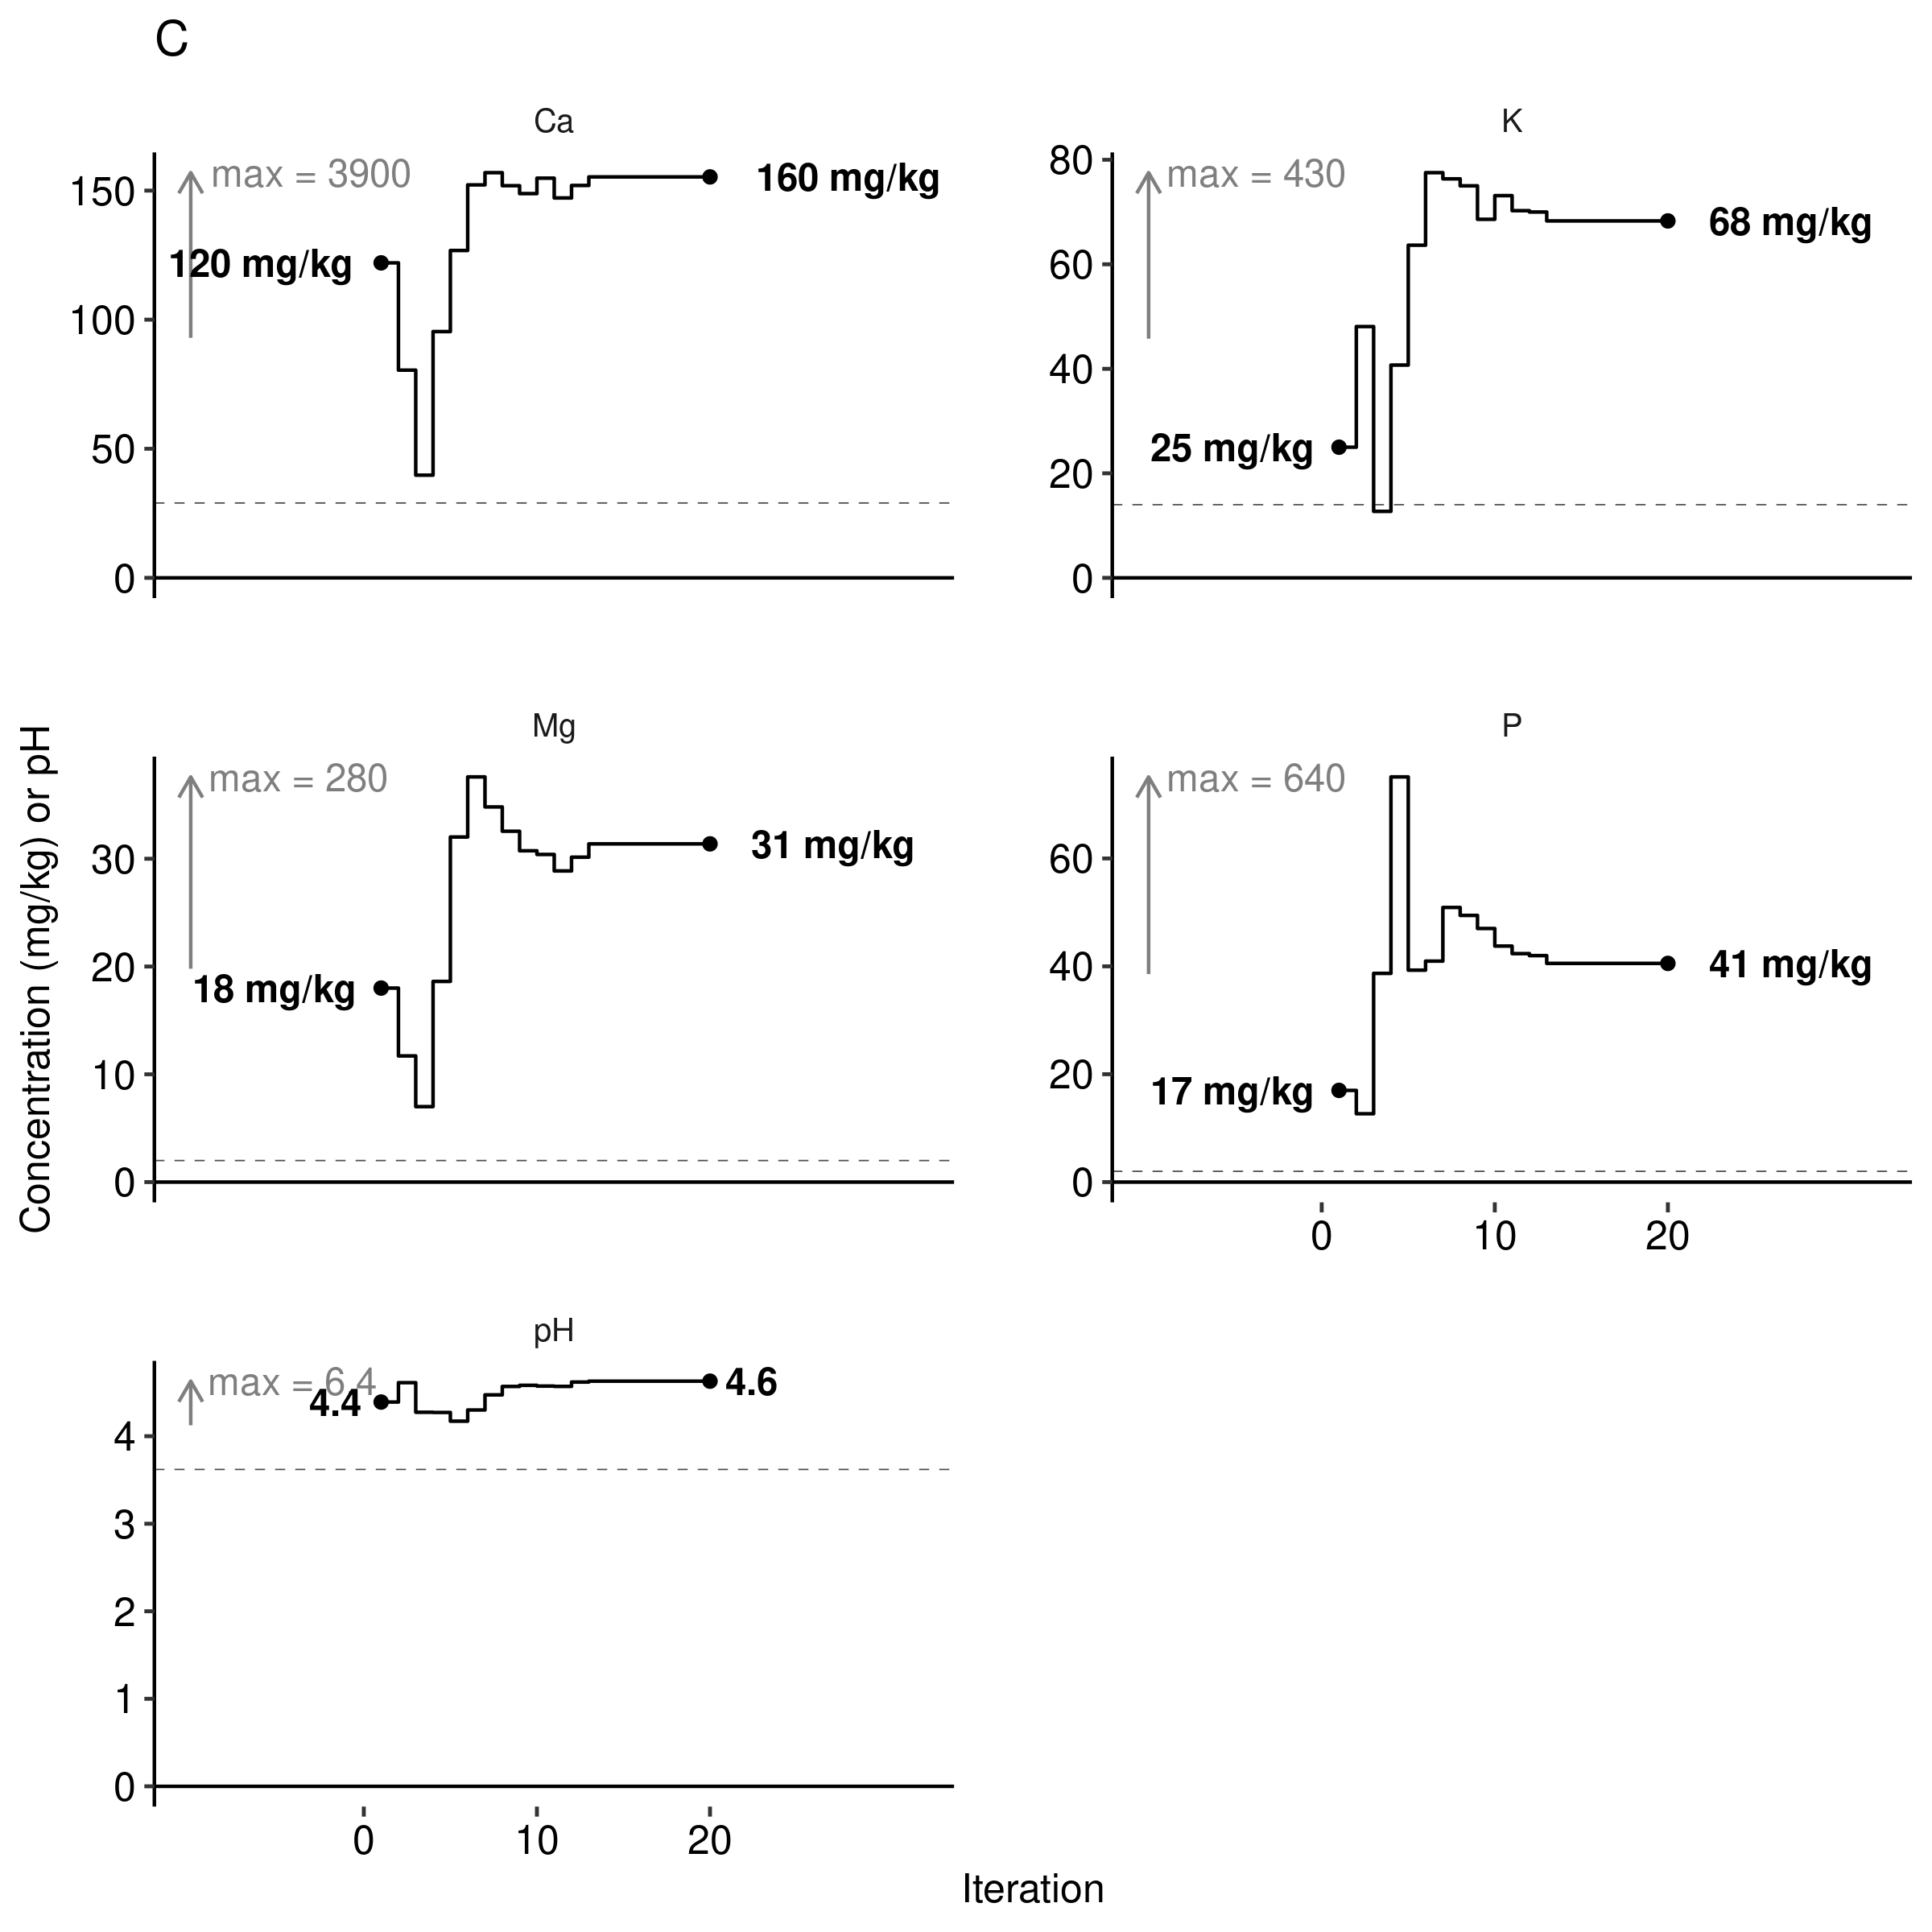 C
Ca
150
100
50
0
max = 3900
120 mg/kg
160 mg/kg
K
80
60
40
20
0
max = 430
25 mg/kg
68 mg/kg
Concentration (mg/kg) or pH
Mg
30
20
10
0
max = 280
18 mg/kg
31 mg/kg
P
60
40
20
0
max = 640
17 mg/kg
41 mg/kg
0 10 20
pH
4
3
2
1
0
max = 6.4
4.4
4.6
0 10 20
Iteration